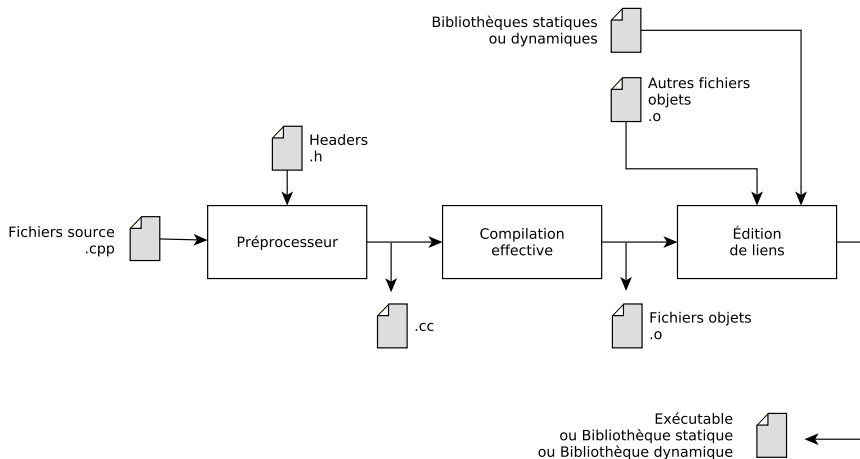 Bibliothèques statiques
ou dynamiques
Autres fichiers
objets
.o
Headers
.h
Fichiers source
.cpp
Préprocesseur
Compilation
effective
Édition
de liens
.cc
Fichiers objets
.o
Exécutable
ou Bibliothèque statique
ou Bibliothèque dynamique